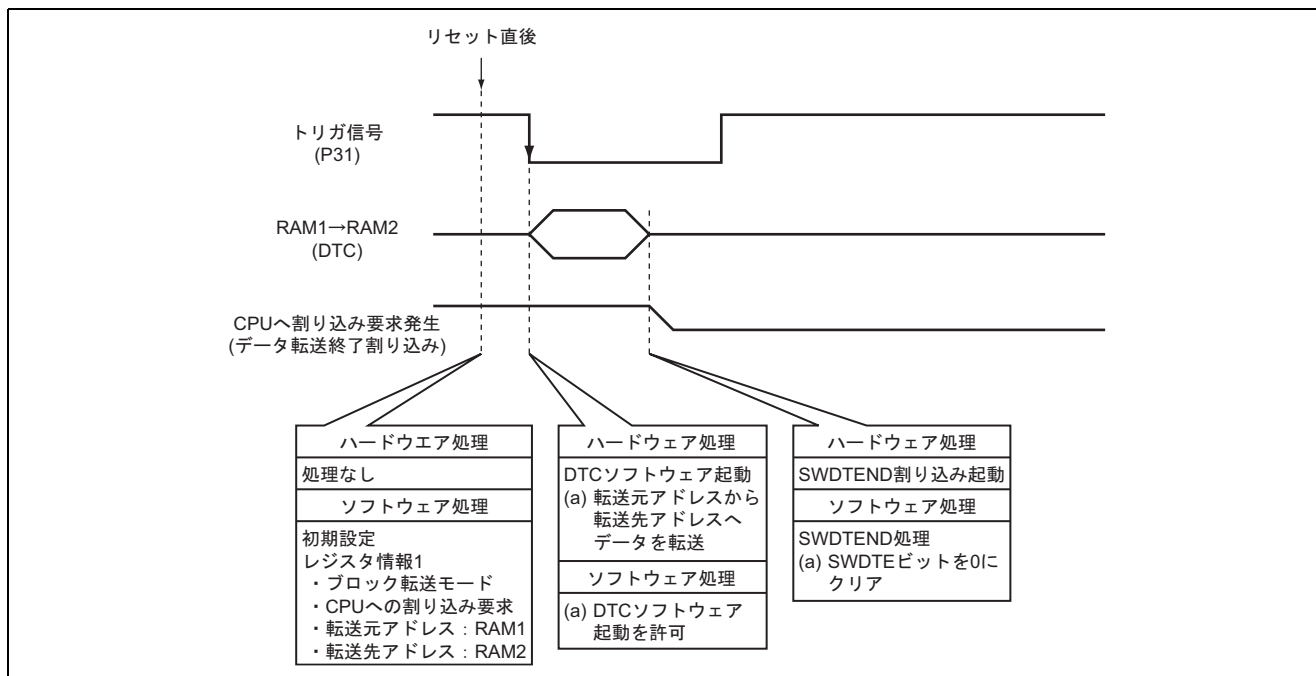 リセット直後
トリガ信号
(P31)
RAM1→RAM2
(DTC)
CPUへ割り込み要求発生
(データ転送終了割り込み)
ハードウエア処理
処理なし
ソフトウェア処理
初期設定
レジスタ情報1
・ブロック転送モード
・CPUへの割り込み要求
・転送元アドレス：RAM1
・転送先アドレス：RAM2
ハードウェア処理
DTCソフトウェア起動
(a) 転送元アドレスから
転送先アドレスへ
データを転送
ソフトウェア処理
(a) DTCソフトウェア
起動を許可
ハードウェア処理
SWDTEND割り込み起動
ソフトウェア処理
SWDTEND処理
(a) SWDTEビットを0に
クリア